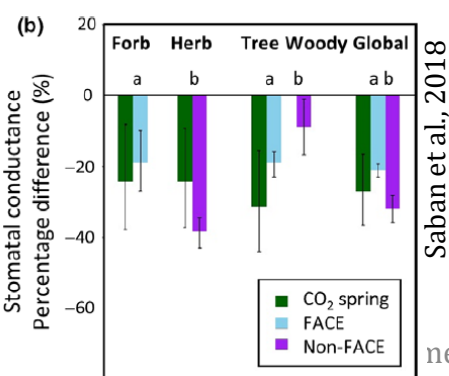 (b)
20
Forb Herb Tree Woody Global
a b a b a b
0
−20
−40
−60
Stomatal conductance
Percentage difference (%)
CO₂ spring
FACE
Non-FACE
Saban et al., 2018
ne